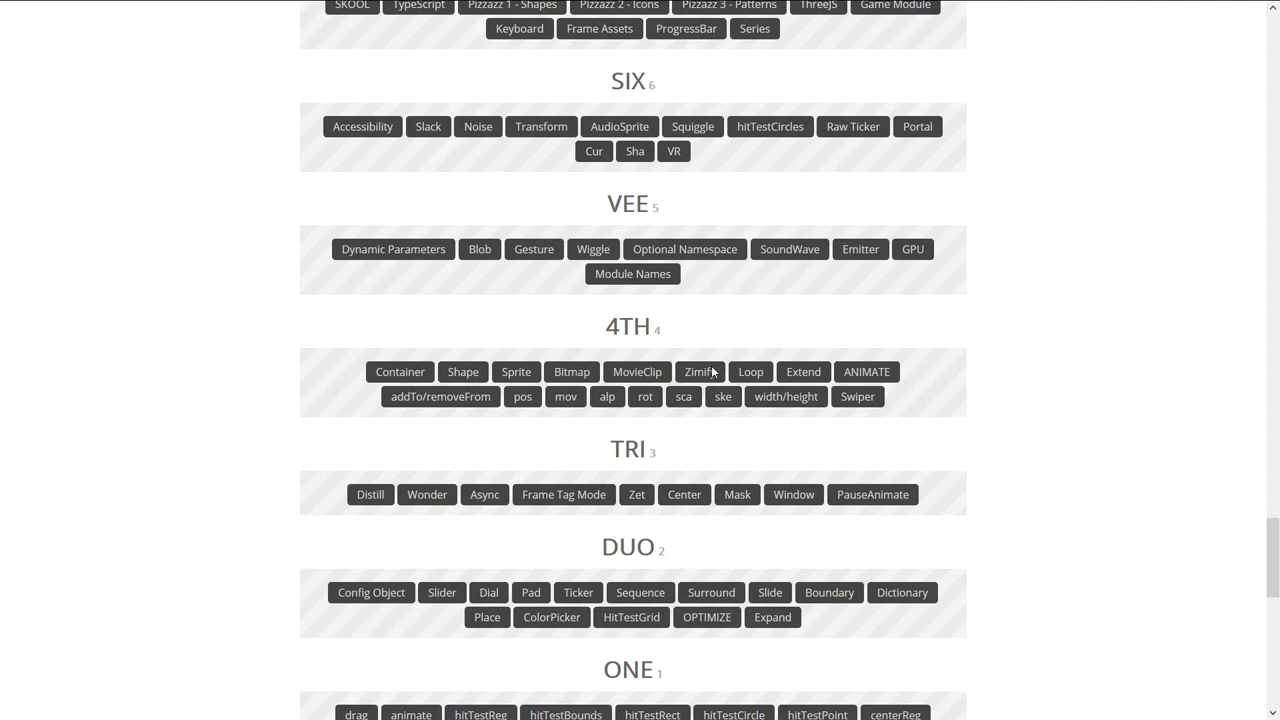 SKOOL TypeScript Pizzazz 1 - Shapes Pizzazz 2 - Icons Pizzazz 3 - Patterns ThreeJS Game Module
Keyboard Frame Assets ProgressBar Series
SIX 6
Accessibility Slack Noise Transform AudioSprite Squiggle hitTestCircles Raw Ticker Portal
Cur Sha VR
VEE 5
Dynamic Parameters Blob Gesture Wiggle Optional Namespace SoundWave Emitter GPU
Module Names
4TH 4
Container Shape Sprite Bitmap MovieClip Zimify Loop Extend ANIMATE
addTo/removeFrom pos mov alp rot sca ske width/height Swiper
TRI 3
Distill Wonder Async Frame Tag Mode Zet Center Mask Window PauseAnimate
DUO 2
Config Object Slider Dial Pad Ticker Sequence Surround Slide Boundary Dictionary
Place ColorPicker HitTestGrid OPTIMIZE Expand
ONE 1
drag animate hitTestReg hitTestBounds hitTestRect hitTestCircle hitTestPoint centerReg